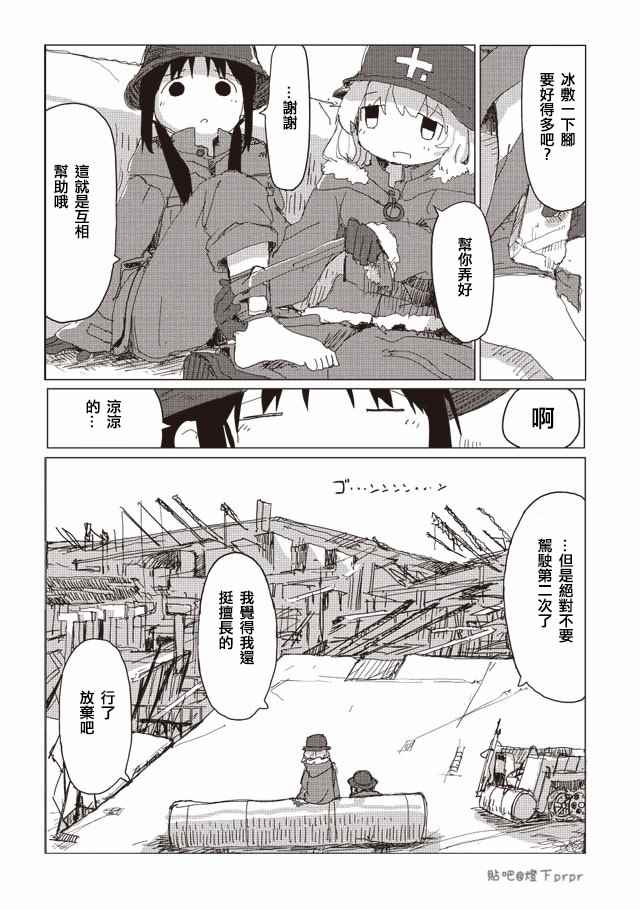 冰敷一下腳
要好得多吧?
幫你弄好
…謝謝
這就是互相
幫助哦
啊
涼涼
的…
ゴ…ンンンン…ン
…但是絕對不要
駕駛第二次了
我覺得我還
挺擅長的
行了
放棄吧
貼吧@燈下prpr